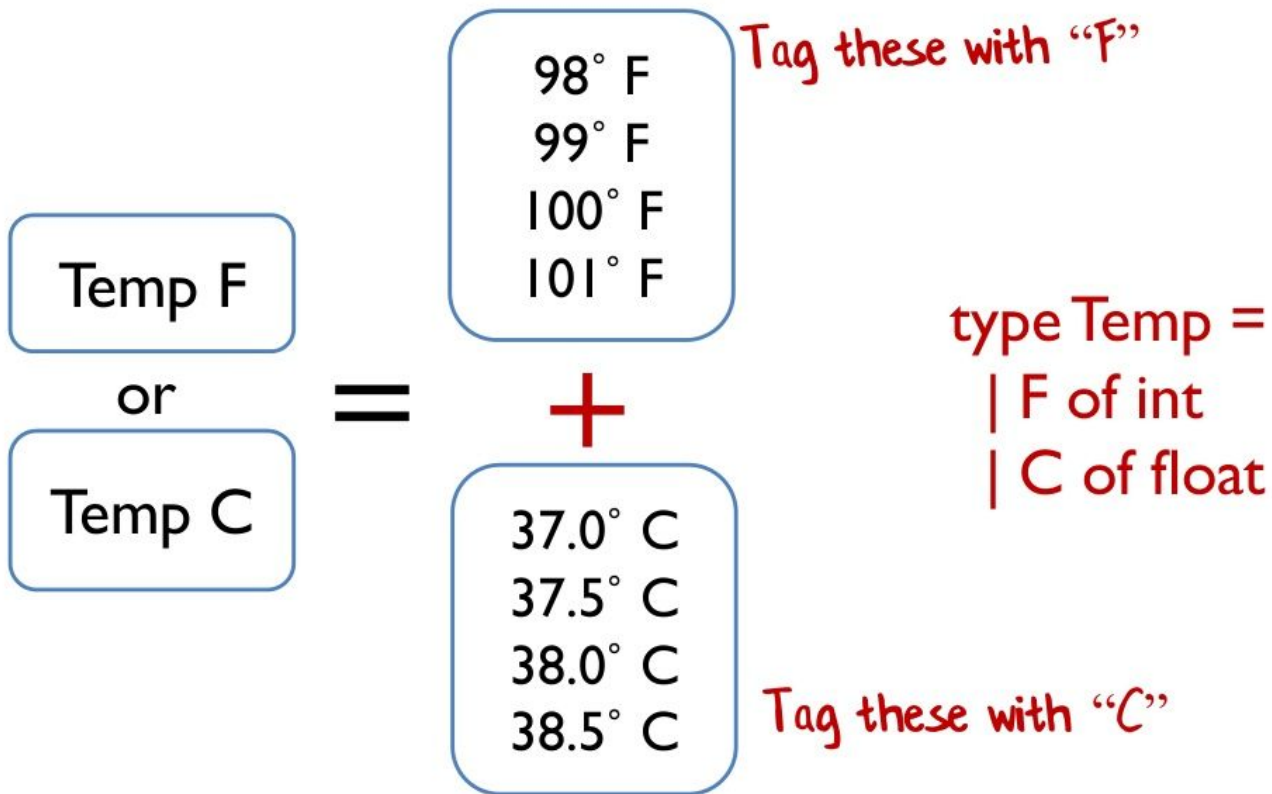 Temp F
or
Temp C
=
98° F
99° F
100° F
101° F
+
37.0° C
37.5° C
38.0° C
38.5° C
Tag these with “F”
Tag these with “C”
type Temp =
| F of int
| C of float